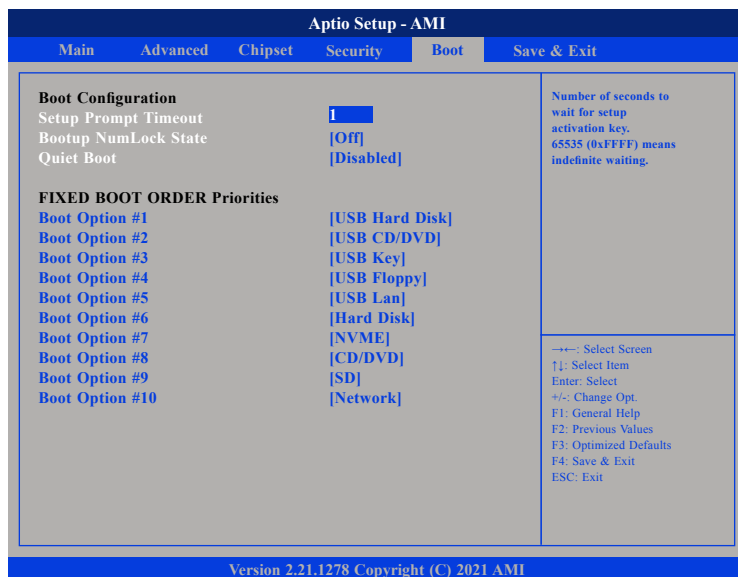 Aptio Setup - AMI
Main Advanced Chipset Security Boot Save & Exit
Boot Configuration
Setup Prompt Timeout 1
Bootup NumLock State [Off]
Quiet Boot [Disabled]
FIXED BOOT ORDER Priorities
Boot Option #1 [USB Hard Disk]
Boot Option #2 [USB CD/DVD]
Boot Option #3 [USB Key]
Boot Option #4 [USB Floppy]
Boot Option #5 [USB Lan]
Boot Option #6 [Hard Disk]
Boot Option #7 [NVME]
Boot Option #8 [CD/DVD]
Boot Option #9 [SD]
Boot Option #10 [Network]
Number of seconds to
wait for setup
activation key.
65535 (0xFFFF) means
indefinite waiting.
→←: Select Screen
↑↓: Select Item
Enter: Select
+/-: Change Opt.
F1: General Help
F2: Previous Values
F3: Optimized Defaults
F4: Save & Exit
ESC: Exit
Version 2.21.1278 Copyright (C) 2021 AMI